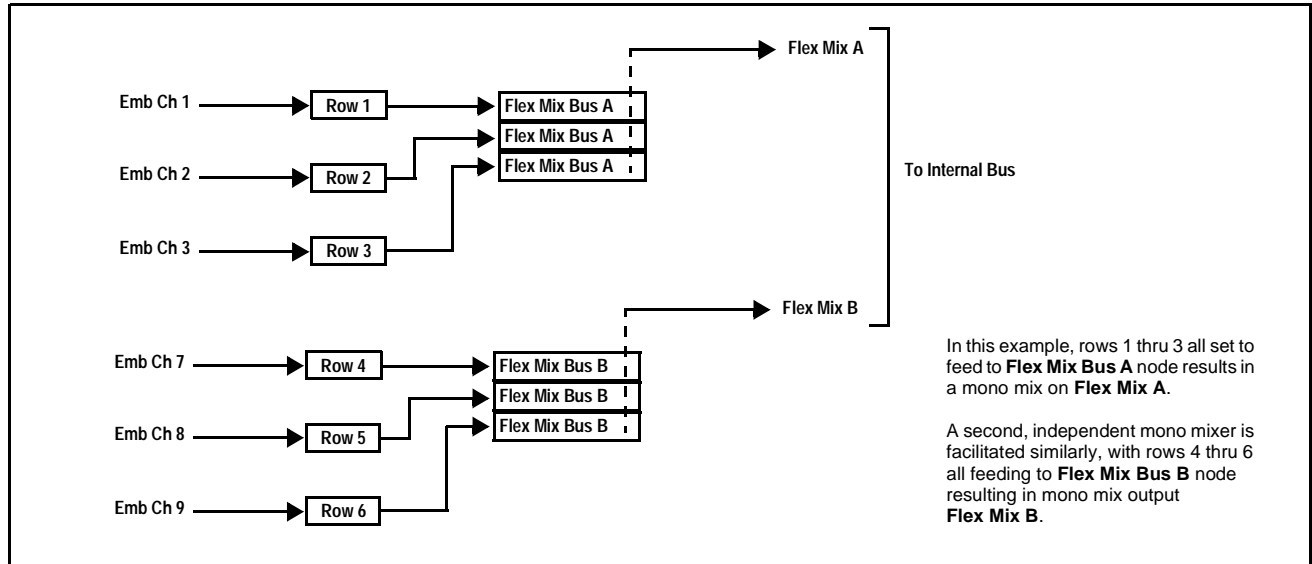 Flex Mix A
Emb Ch 1
Row 1
Flex Mix Bus A
Flex Mix Bus A
Emb Ch 2
Row 2
Flex Mix Bus A
To Internal Bus
Emb Ch 3
Row 3
Flex Mix B
Emb Ch 7
Row 4
Flex Mix Bus B
Flex Mix Bus B
Emb Ch 8
Row 5
Flex Mix Bus B
Emb Ch 9
Row 6
In this example, rows 1 thru 3 all set to
feed to Flex Mix Bus A node results in
a mono mix on Flex Mix A.
A second, independent mono mixer is
facilitated similarly, with rows 4 thru 6
all feeding to Flex Mix Bus B node
resulting in mono mix output
Flex Mix B.